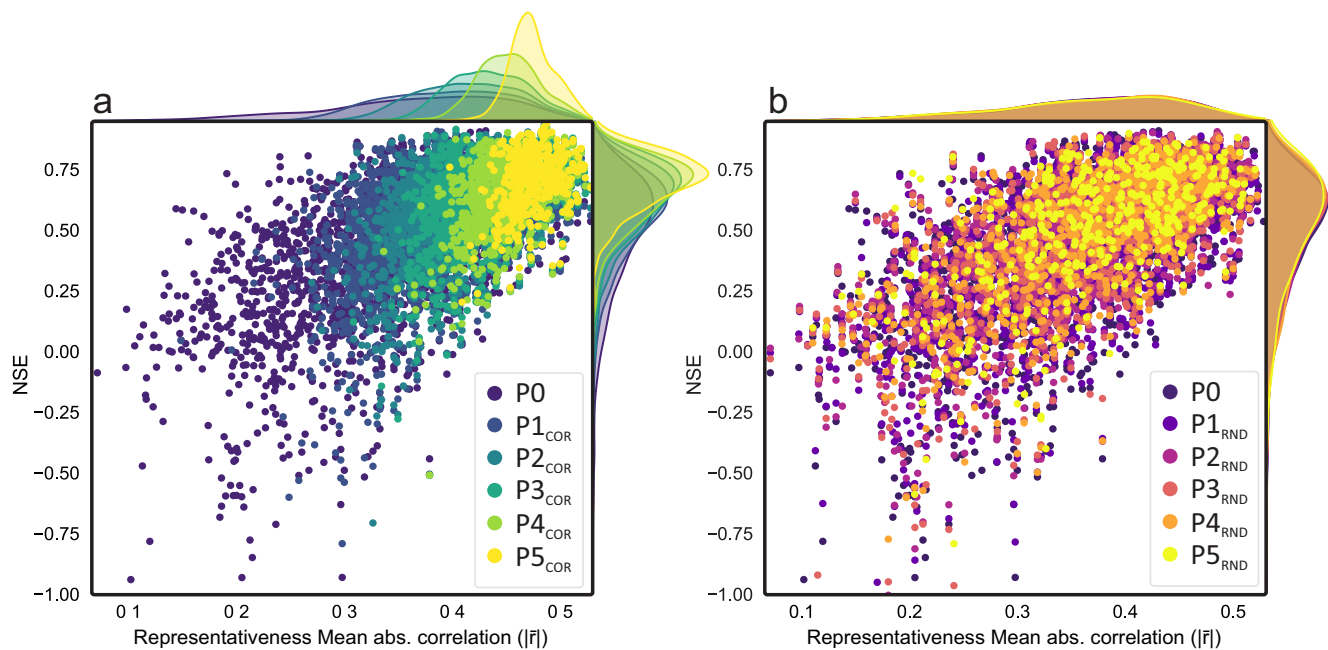 a
NSE
0.75
0.50
0.25
0.00
−0.25
−0.50
−0.75
−1.00
P0
P1COR
P2COR
P3COR
P4COR
P5COR
0 1 0 2 0 3 0 4 0 5
Representativeness Mean abs. correlation (|r̄|)
b
NSE
0.75
0.50
0.25
0.00
−0.25
−0.50
−0.75
−1.00
P0
P1RND
P2RND
P3RND
P4RND
P5RND
0.1 0.2 0.3 0.4 0.5
Representativeness Mean abs. correlation (|r̄|)